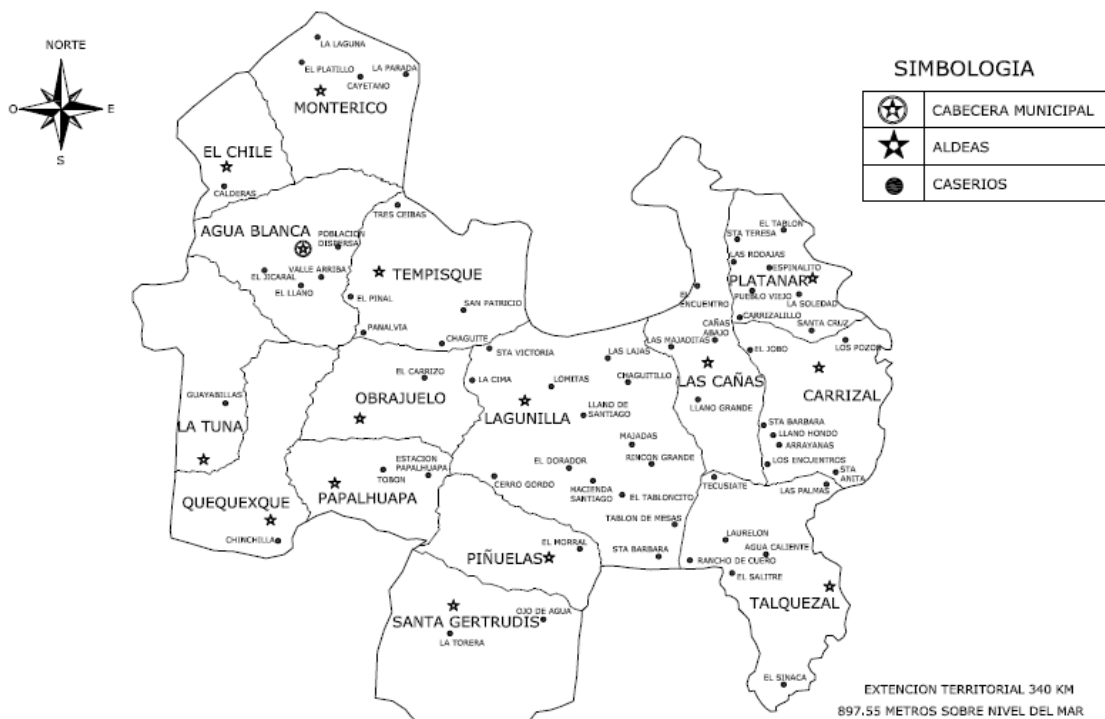 NORTE
O
E
S
SIMBOLOGIA
CABECERA MUNICIPAL
ALDEAS
CASERIOS
LA LAGUNA
EL PLATILLO
LA PARADA
CAYETANO
MONTERICO
EL CHILE
CALDERAS
TRES CEIBAS
AGUA BLANCA
POBLACION
DISPERSA
VALLE ARRIBA
EL JICARAL
EL LLANO
TEMPISQUE
EL PINAL
SAN PATRICIO
PANALVIA
CHAGUITE
EL TABLON
STA TERESA
LAS RODAJAS
ESPINALITO
PLATANAR
PUEBLO VIEJO
LA SOLEDAD
EL
ENCUENTRO
CARRIZALILLO
SANTA CRUZ
CAÑAS
ABAJO
LAS MAJADITAS
EL JOBO
LOS POZOR
STA VICTORIA
LAS LAJAS
LA CIMA
LOMITAS
CHAGUITILLO
LAS CAÑAS
CARRIZAL
EL CARRIZO
OBRAJUELO
LAGUNILLA
LLANO DE
SANTIAGO
LLANO GRANDE
GUAYABILLAS
LA TUNA
STA BARBARA
LLANO HONDO
ARRAYANAS
MAJADAS
RINCON GRANDE
LOS ENCUENTROS
STA
ANITA
ESTACION
PAPALHUAPA
TOBON
PAPALHUAPA
EL DORADOR
CERRO GORDO
HACIENDA
SANTIAGO
EL TABLONCITO
TECUSIATE
LAS PALMAS
QUEQUEXQUE
CHINCHILLA
TABLON DE MESAS
LAURELON
AGUA CALIENTE
EL MORRAL
PIÑUELAS
STA BARBARA
RANCHO DE CUERO
EL SALITRE
TALQUEZAL
OJO DE AGUA
SANTA GERTRUDIS
LA TORERA
EL SINACA
EXTENCION TERRITORIAL 340 KM
897.55 METROS SOBRE NIVEL DEL MAR